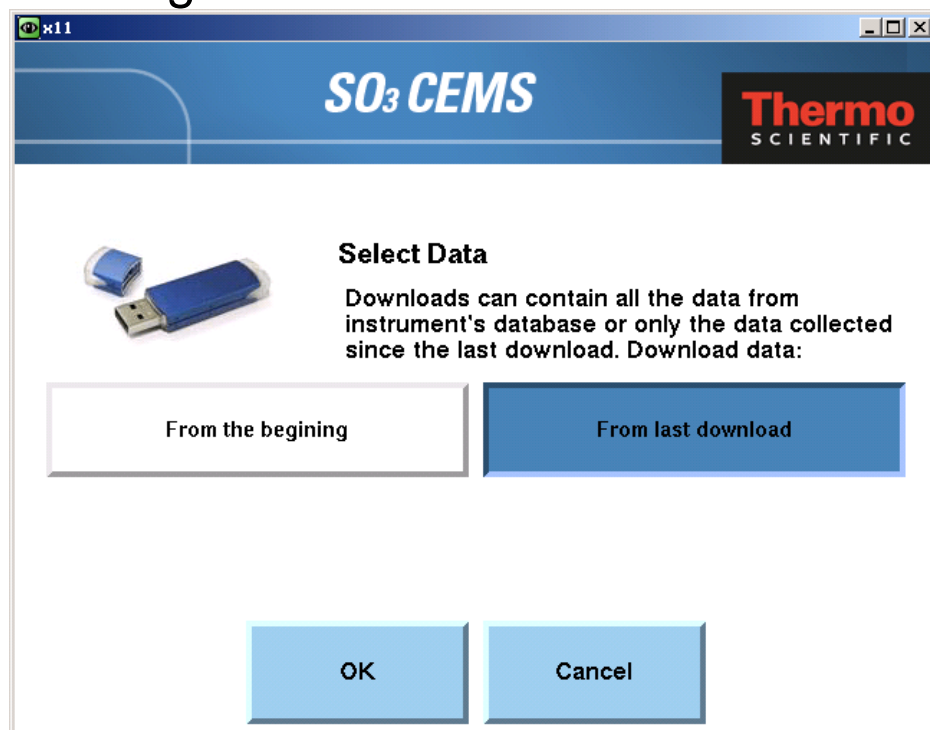 x11
SO3 CEMS
Thermo
SCIENTIFIC
Select Data
Downloads can contain all the data from
instrument's database or only the data collected
since the last download. Download data:
From the begining
From last download
OK
Cancel